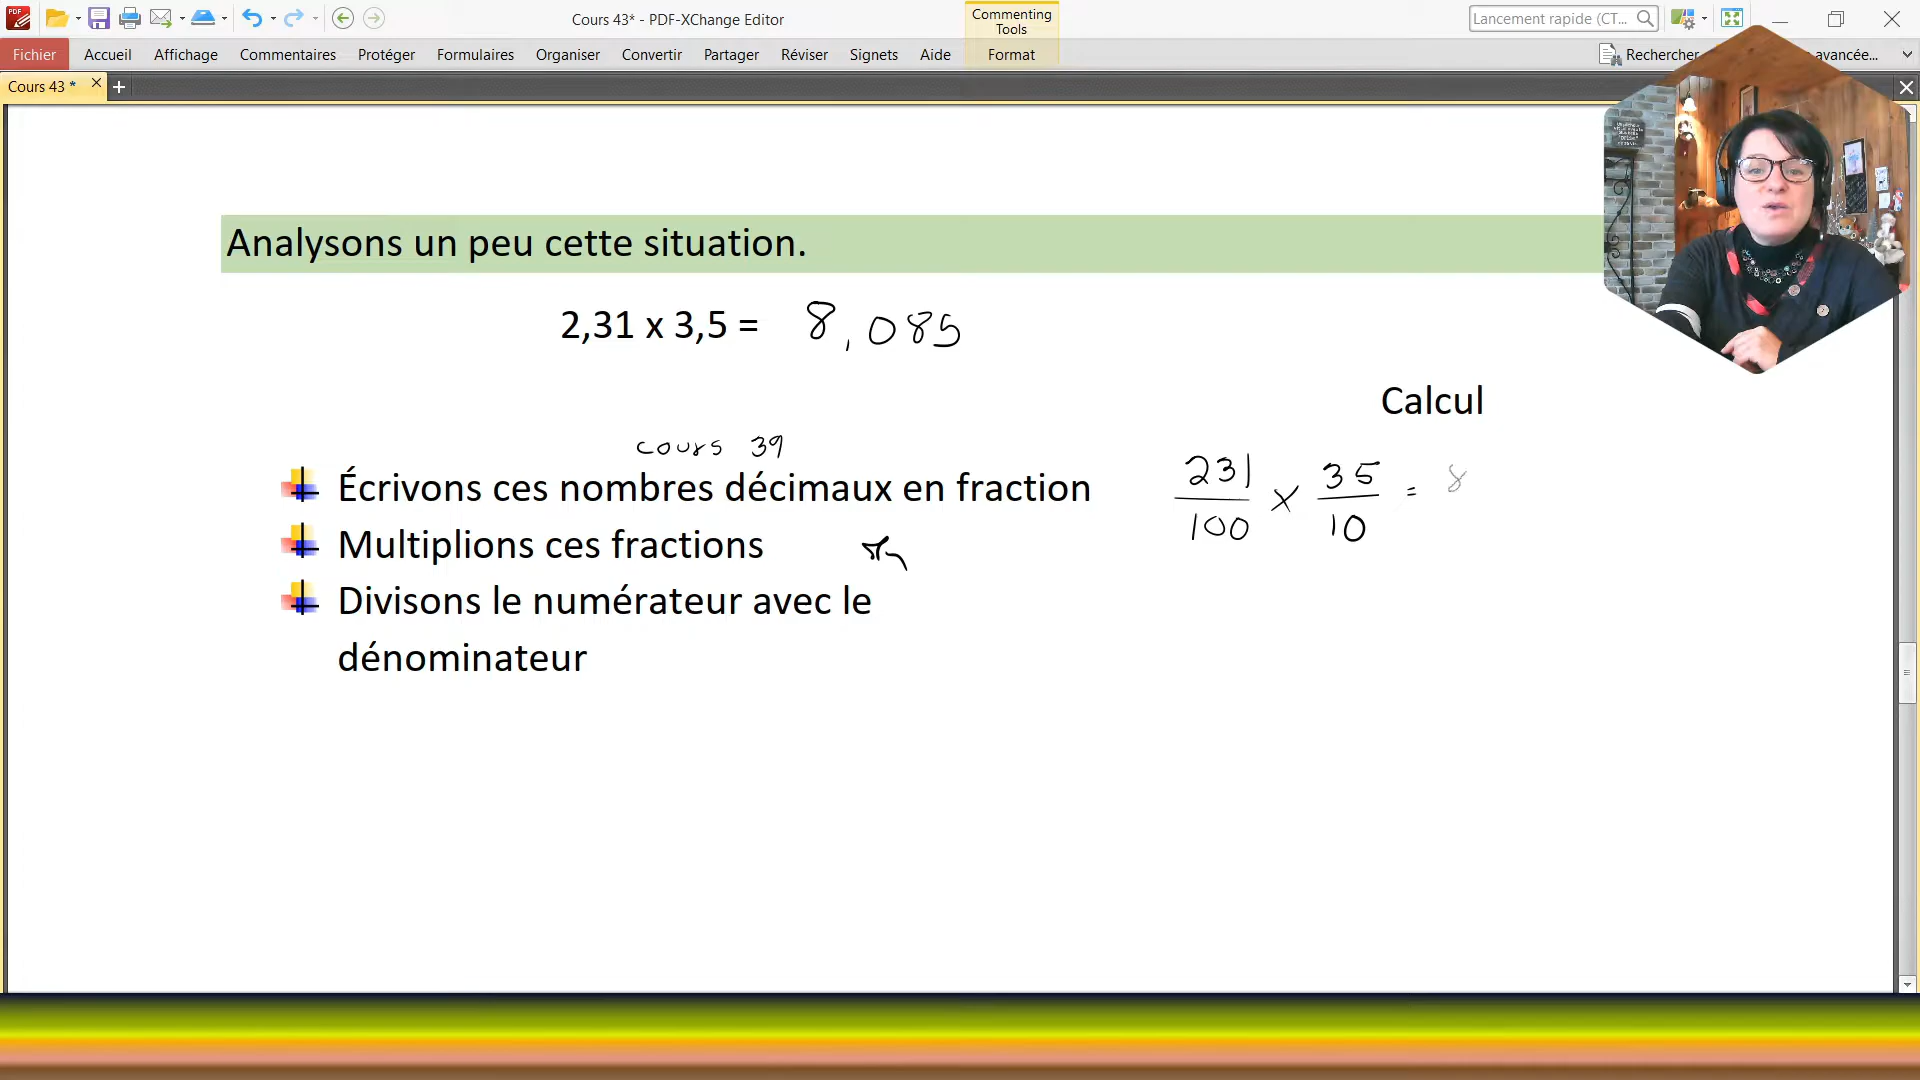 Cours 43* - PDF-XChange Editor
Commenting Tools
Lancement rapide (CT...
Fichier Accueil Affichage Commentaires Protéger Formulaires Organiser Convertir Partager Réviser Signets Aide Format Rechercher avancée...
Cours 43 *
Analysons un peu cette situation.
2,31 x 3,5 = 8,085
Calcul
cours 39
Écrivons ces nombres décimaux en fraction
231/100 x 35/10 = 8
Multiplions ces fractions
Divisons le numérateur avec le
dénominateur